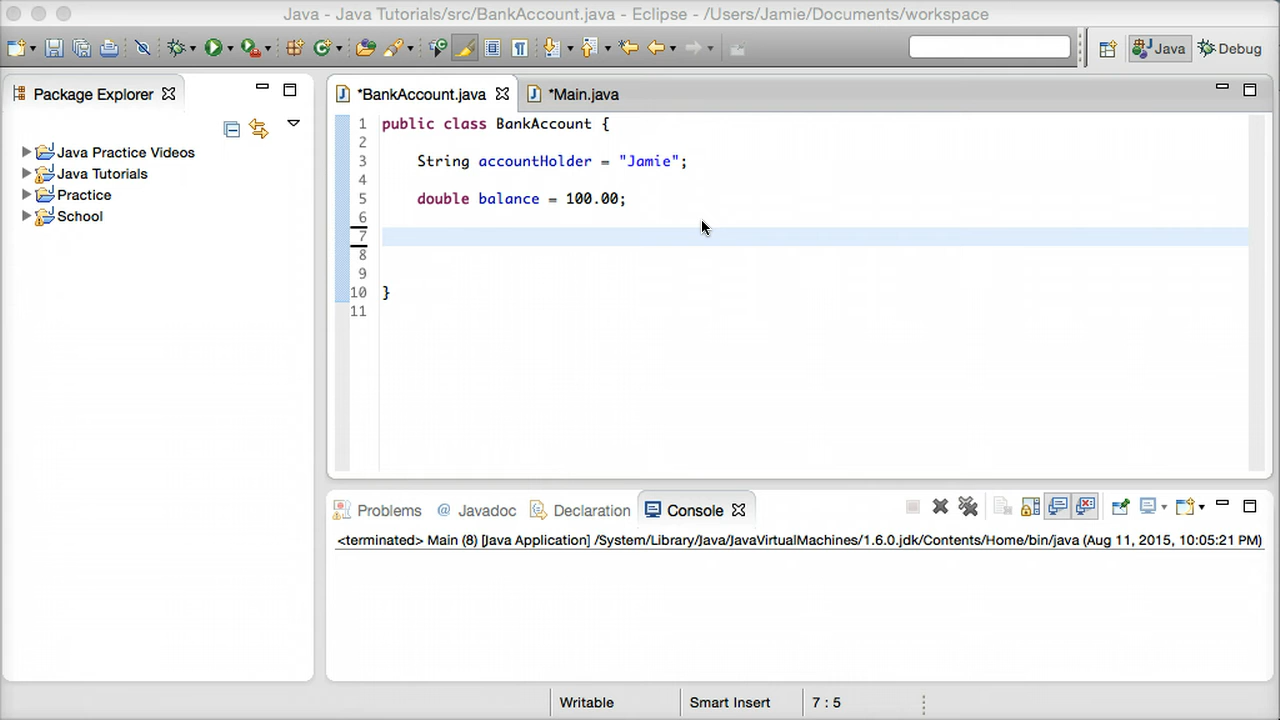 Java - Java Tutorials/src/BankAccount.java - Eclipse - /Users/Jamie/Documents/workspace
Java
Debug
Package Explorer
*BankAccount.java
*Main.java
Java Practice Videos
Java Tutorials
Practice
School
1 public class BankAccount {
2
3 String accountHolder = "Jamie";
4
5 double balance = 100.00;
6
7
8
9
10 }
11
Problems
@ Javadoc
Declaration
Console
<terminated> Main (8) [Java Application] /System/Library/Java/JavaVirtualMachines/1.6.0.jdk/Contents/Home/bin/java (Aug 11, 2015, 10:05:21 PM)
Writable
Smart Insert
7 : 5